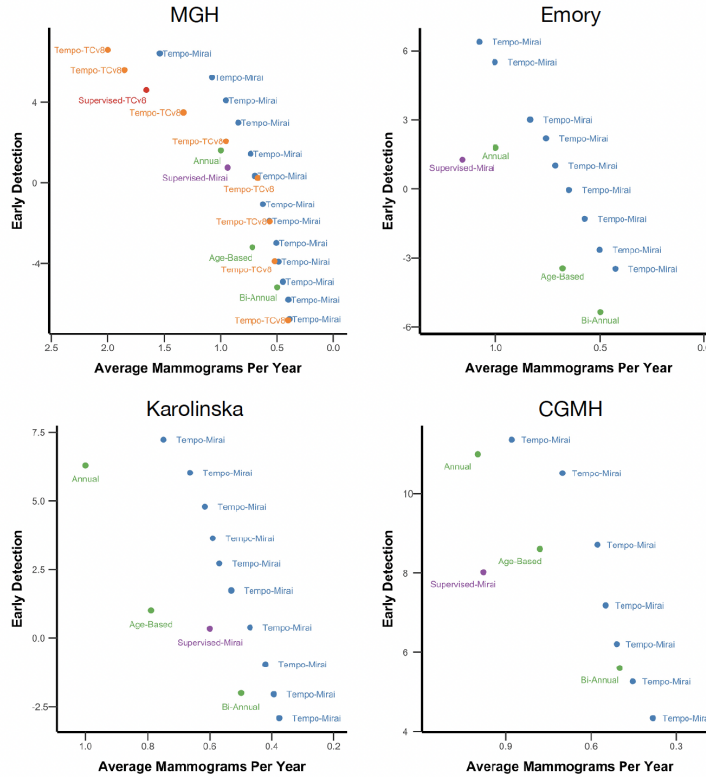 MGH
Early Detection
4
0
-4
Tempo-TCv8
Tempo-Mirai
Tempo-TCv8
Tempo-Mirai
Supervised-TCv8
Tempo-Mirai
Tempo-TCv8
Tempo-Mirai
Tempo-TCv8
Annual
Tempo-Mirai
Supervised-Mirai
Tempo-Mirai
Tempo-TCv8
Tempo-Mirai
Tempo-TCv8
Tempo-Mirai
Tempo-Mirai
Age-Based
Tempo-Mirai
Tempo-TCv8
Tempo-Mirai
Bi-Annual
Tempo-Mirai
Tempo-TCv8
Tempo-Mirai
2.5 2.0 1.5 1.0 0.5 0.0
Average Mammograms Per Year
Emory
Early Detection
6
3
0
-3
-6
Tempo-Mirai
Tempo-Mirai
Tempo-Mirai
Tempo-Mirai
Annual
Supervised-Mirai
Tempo-Mirai
Tempo-Mirai
Tempo-Mirai
Tempo-Mirai
Age-Based
Tempo-Mirai
Bi-Annual
1.0 0.5 0.0
Average Mammograms Per Year
Karolinska
Early Detection
7.5
5.0
2.5
0.0
-2.5
Tempo-Mirai
Annual
Tempo-Mirai
Tempo-Mirai
Tempo-Mirai
Tempo-Mirai
Tempo-Mirai
Age-Based
Tempo-Mirai
Supervised-Mirai
Tempo-Mirai
Tempo-Mirai
Bi-Annual
Tempo-Mirai
1.0 0.8 0.6 0.4 0.2
Average Mammograms Per Year
CGMH
Early Detection
10
8
6
4
Tempo-Mirai
Annual
Tempo-Mirai
Tempo-Mirai
Age-Based
Supervised-Mirai
Tempo-Mirai
Tempo-Mirai
Bi-Annual
Tempo-Mirai
Tempo-Mirai
0.9 0.6 0.3
Average Mammograms Per Year